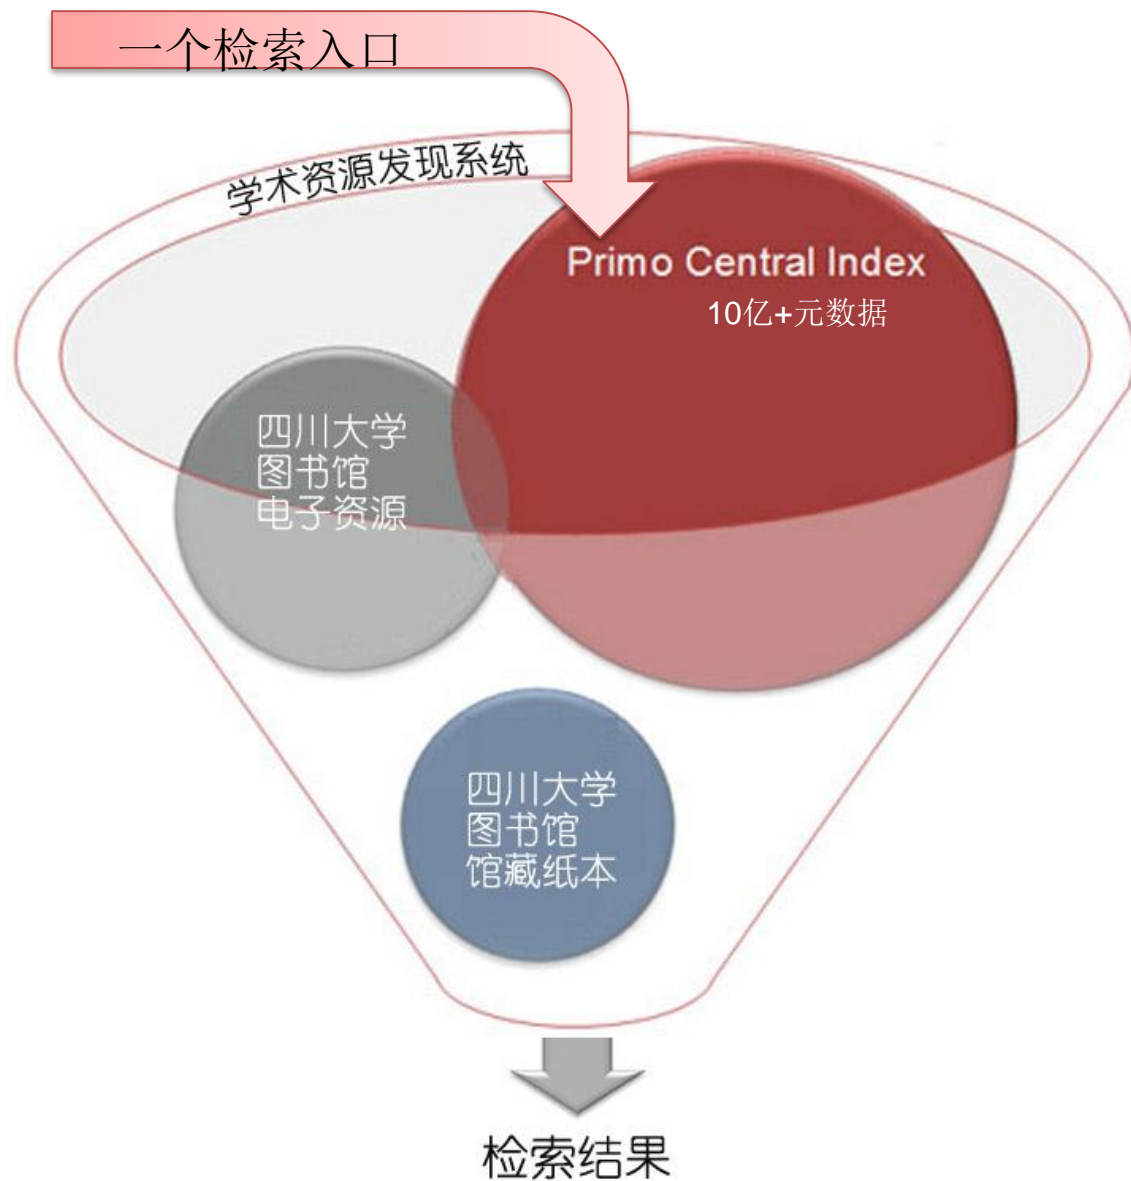 一个检索入口
学术资源发现系统
Primo Central Index
10亿+元数据
四川大学
图书馆
电子资源
四川大学
图书馆
馆藏纸本
检索结果